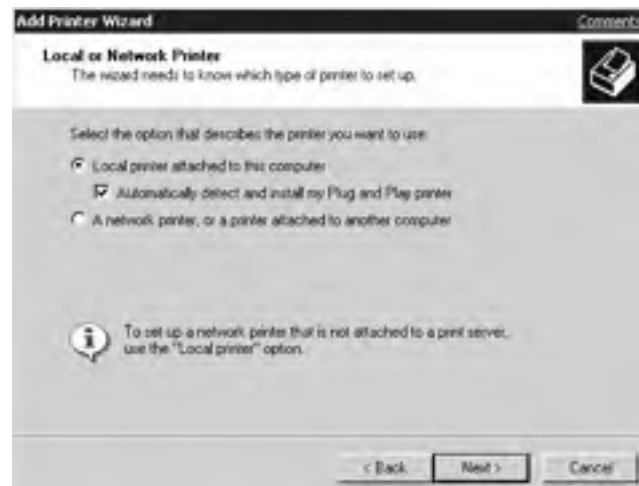 Add Printer Wizard
Comments
Local or Network Printer
The wizard needs to know which type of printer to set up.
Select the option that describes the printer you want to use:
Local printer attached to this computer
Automatically detect and install my Plug and Play printer
A network printer, or a printer attached to another computer
To set up a network printer that is not attached to a print server,
use the "Local printer" option.
< Back
Next >
Cancel